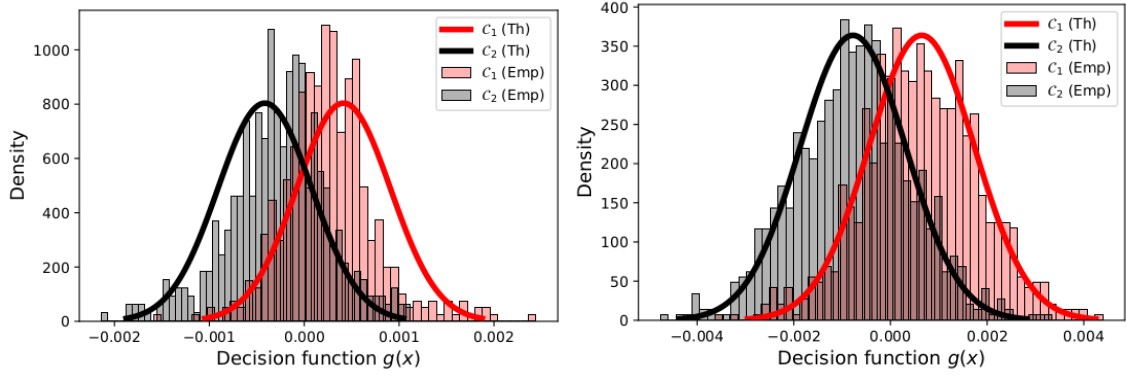 1000
800
600
400
200
0
Density
−0.002
−0.001
0.000
0.001
0.002
Decision function g(x)
C₁ (Th)
C₂ (Th)
C₁ (Emp)
C₂ (Emp)
400
350
300
250
200
150
100
50
0
Density
−0.004
−0.002
0.000
0.002
0.004
Decision function g(x)
C₁ (Th)
C₂ (Th)
C₁ (Emp)
C₂ (Emp)